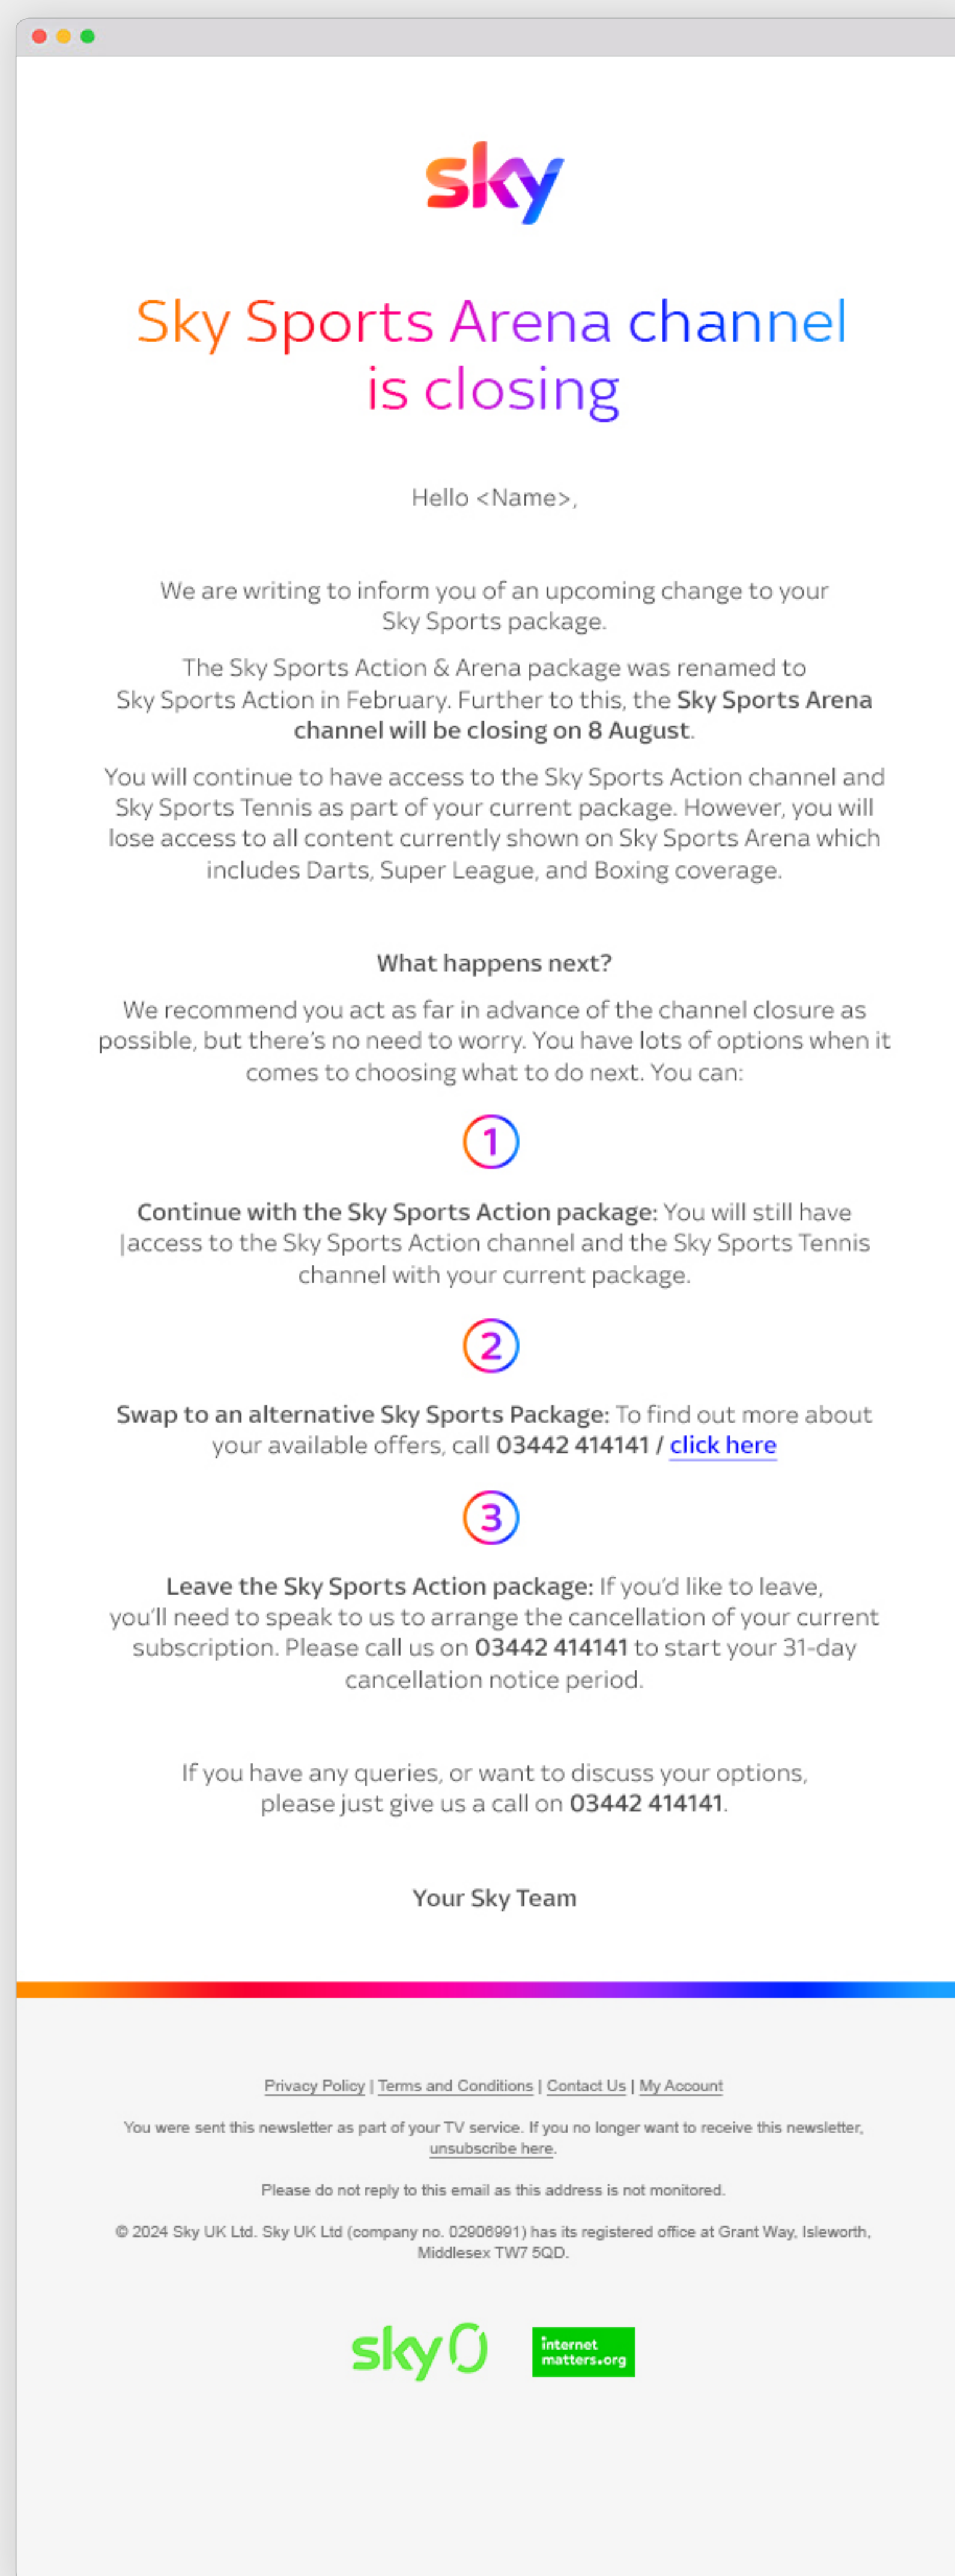 sky
Sky Sports Arena channel
is closing
Hello <Name>,
We are writing to inform you of an upcoming change to your
Sky Sports package.
The Sky Sports Action & Arena package was renamed to
Sky Sports Action in February. Further to this, the Sky Sports Arena
channel will be closing on 8 August.
You will continue to have access to the Sky Sports Action channel and
Sky Sports Tennis as part of your current package. However, you will
lose access to all content currently shown on Sky Sports Arena which
includes Darts, Super League, and Boxing coverage.
What happens next?
We recommend you act as far in advance of the channel closure as
possible, but there's no need to worry. You have lots of options when it
comes to choosing what to do next. You can:
1
Continue with the Sky Sports Action package: You will still have
|access to the Sky Sports Action channel and the Sky Sports Tennis
channel with your current package.
2
Swap to an alternative Sky Sports Package: To find out more about
your available offers, call 03442 414141 / click here
3
Leave the Sky Sports Action package: If you'd like to leave,
you'll need to speak to us to arrange the cancellation of your current
subscription. Please call us on 03442 414141 to start your 31-day
cancellation notice period.
If you have any queries, or want to discuss your options,
please just give us a call on 03442 414141.
Your Sky Team
Privacy Policy | Terms and Conditions | Contact Us | My Account
You were sent this newsletter as part of your TV service. If you no longer want to receive this newsletter,
unsubscribe here.
Please do not reply to this email as this address is not monitored.
© 2024 Sky UK Ltd. Sky UK Ltd (company no. 02906991) has its registered office at Grant Way, Isleworth,
Middlesex TW7 5QD.
sky 0
internet
matters.org